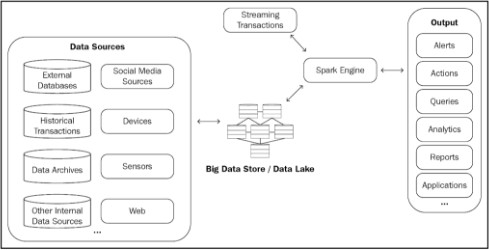 Streaming
Transactions
Output
Data Sources
Alerts
External
Databases
Social Media
Sources
Spark Engine
Actions
Historical
Transactions
Devices
Queries
Analytics
Data Archives
Sensors
Big Data Store / Data Lake
Reports
Applications
...
Other Internal
Data Sources
Web
...